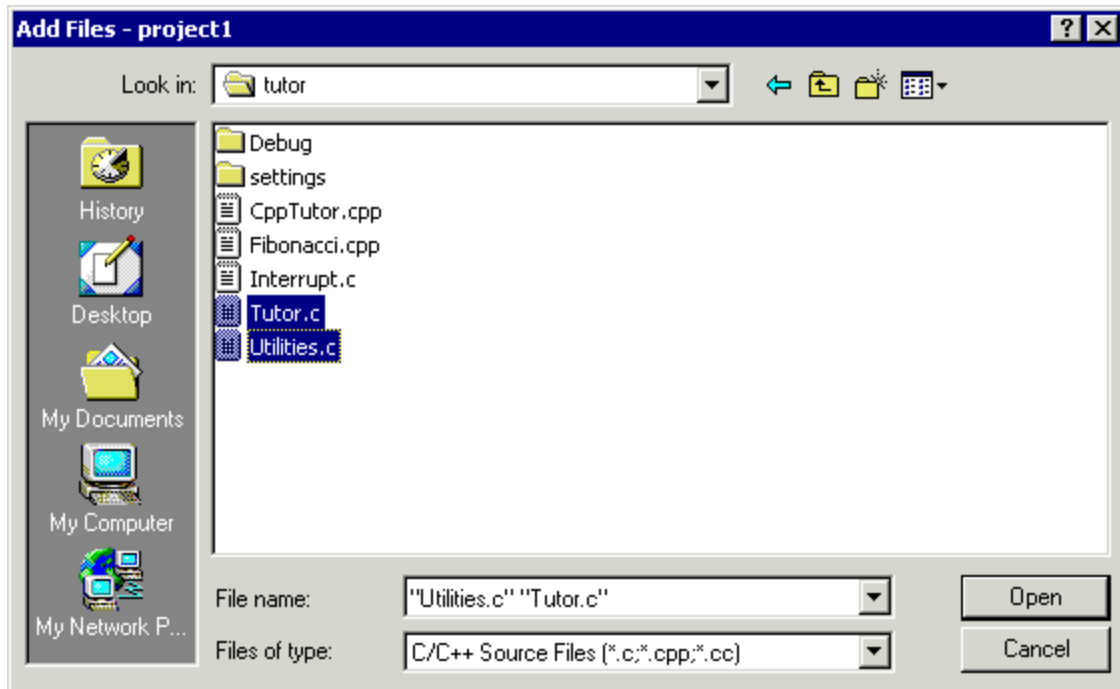 Add Files - project1
Look in: tutor
History
Desktop
My Documents
My Computer
My Network P...
Debug
settings
CppTutor.cpp
Fibonacci.cpp
Interrupt.c
Tutor.c
Utilities.c
File name: "Utilities.c" "Tutor.c" Open
Files of type: C/C++ Source Files (*.c;*.cpp;*.cc) Cancel